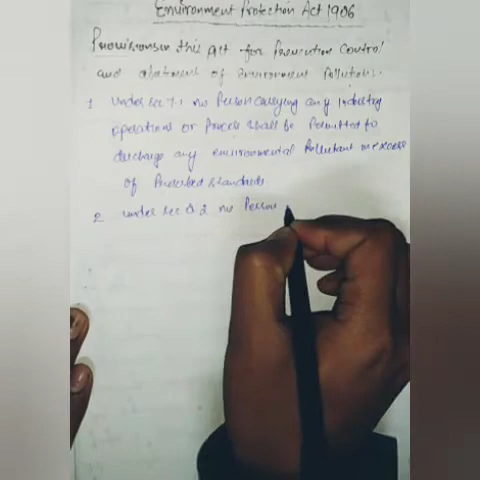 Environment Protection Act 1986
Provisions in this Act for Prevention Control
and abatement of Environment Pollution.
1 Under Sec 7.1 no Person carrying any industry
operations or Process shall be Permitted to
discharge any environmental Pollutant in excess
of Prescribed Standards
2 under sec 8.2 no Person